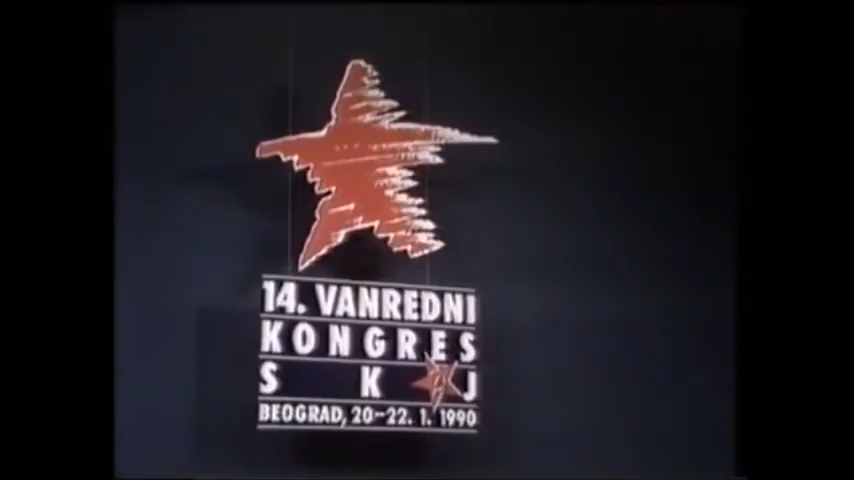 14. VANREDNI
KONGRES
S K J
BEOGRAD, 20-22. 1. 1990